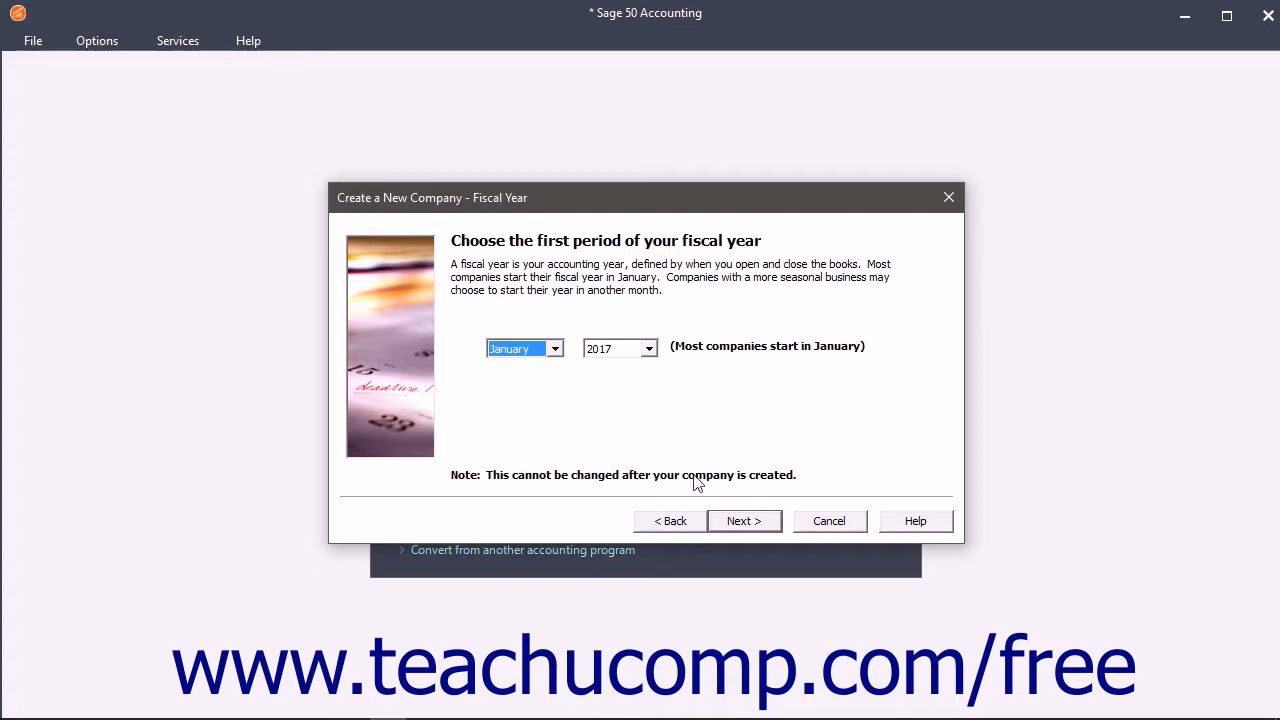 * Sage 50 Accounting
File Options Services Help
Create a New Company - Fiscal Year
Choose the first period of your fiscal year
A fiscal year is your accounting year, defined by when you open and close the books. Most
companies start their fiscal year in January. Companies with a more seasonal business may
choose to start their year in another month.
January 2017 (Most companies start in January)
15
deadline!
23
Note: This cannot be changed after your company is created.
< Back Next > Cancel Help
Convert from another accounting program
www.teachucomp.com/free